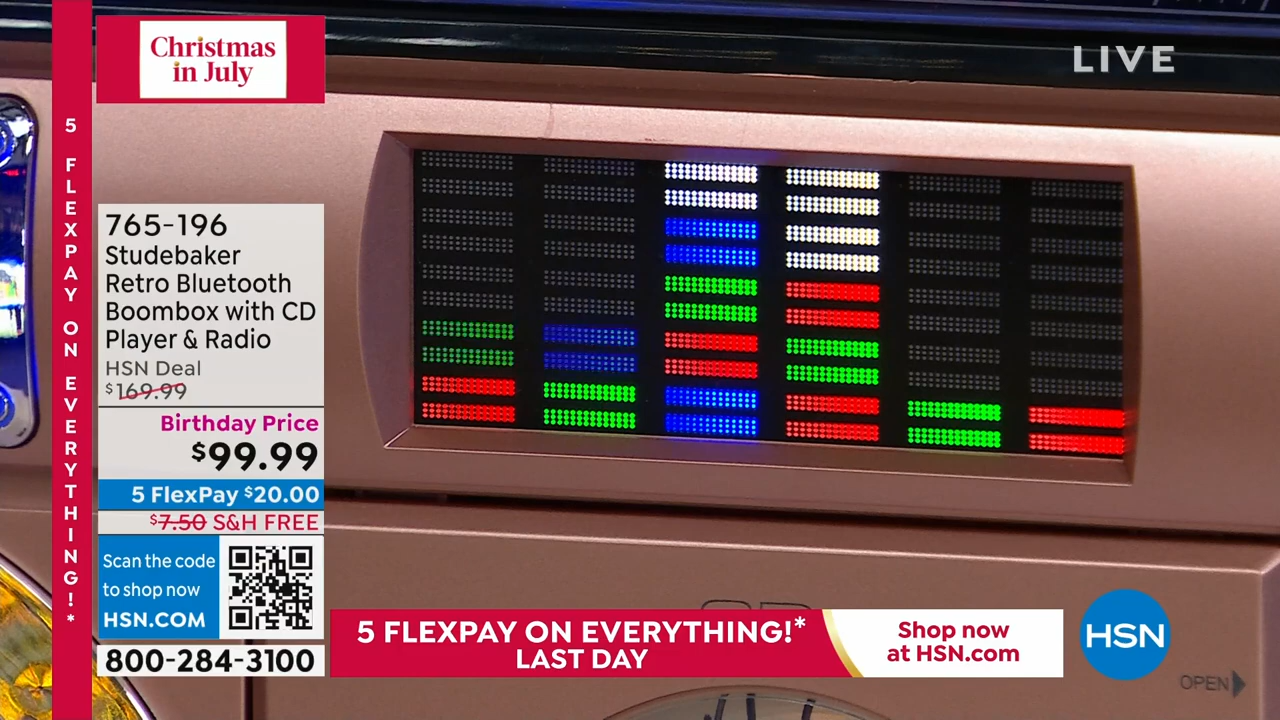 Christmas
in July
LIVE
5 FLEXPAY ON EVERYTHING!*
765-196
Studebaker
Retro Bluetooth
Boombox with CD
Player & Radio
HSN Deal
$169.99
Birthday Price
$99.99
5 FlexPay $20.00
$7.50 S&H FREE
Scan the code
to shop now
HSN.COM
800-284-3100
5 FLEXPAY ON EVERYTHING!*
LAST DAY
Shop now
at HSN.com
HSN
OPEN